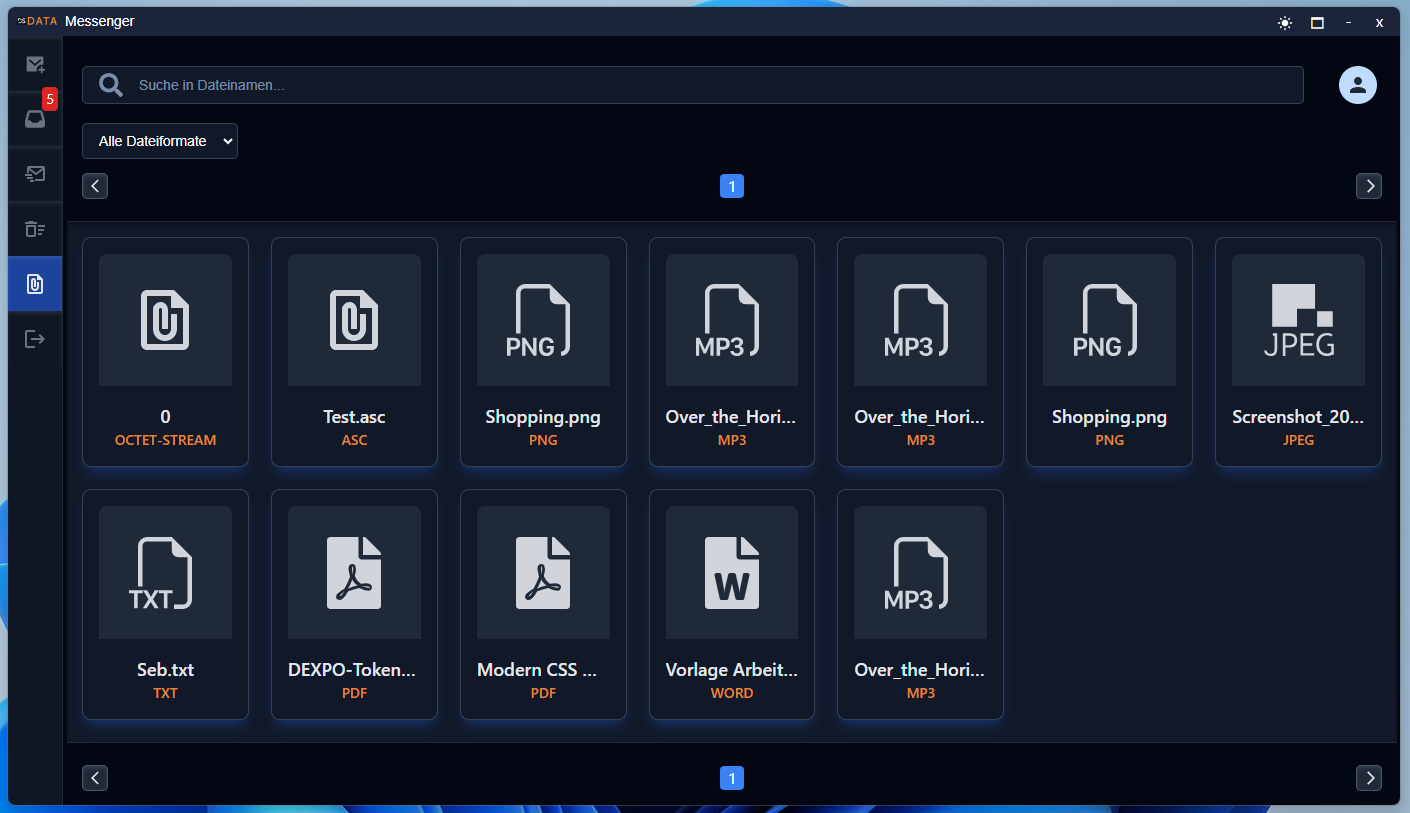 DS DATA Messenger
- x
5
Suche in Dateinamen...
Alle Dateiformate
1
PNG MP3 MP3 PNG JPEG
0 Test.asc Shopping.png Over_the_Hori... Over_the_Hori... Shopping.png Screenshot_20...
OCTET-STREAM ASC PNG MP3 MP3 PNG JPEG
TXT W MP3
Seb.txt DEXPO-Token... Modern CSS ... Vorlage Arbeit... Over_the_Hori...
TXT PDF PDF WORD MP3
1